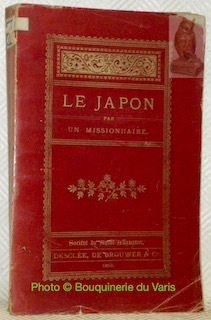 LE JAPON
PAR
UN MISSIONNAIRE.
Société de Saint-Augustin,
DESCLÉE, DE BROUWER & Cie
Photo © Bouquinerie du Varis